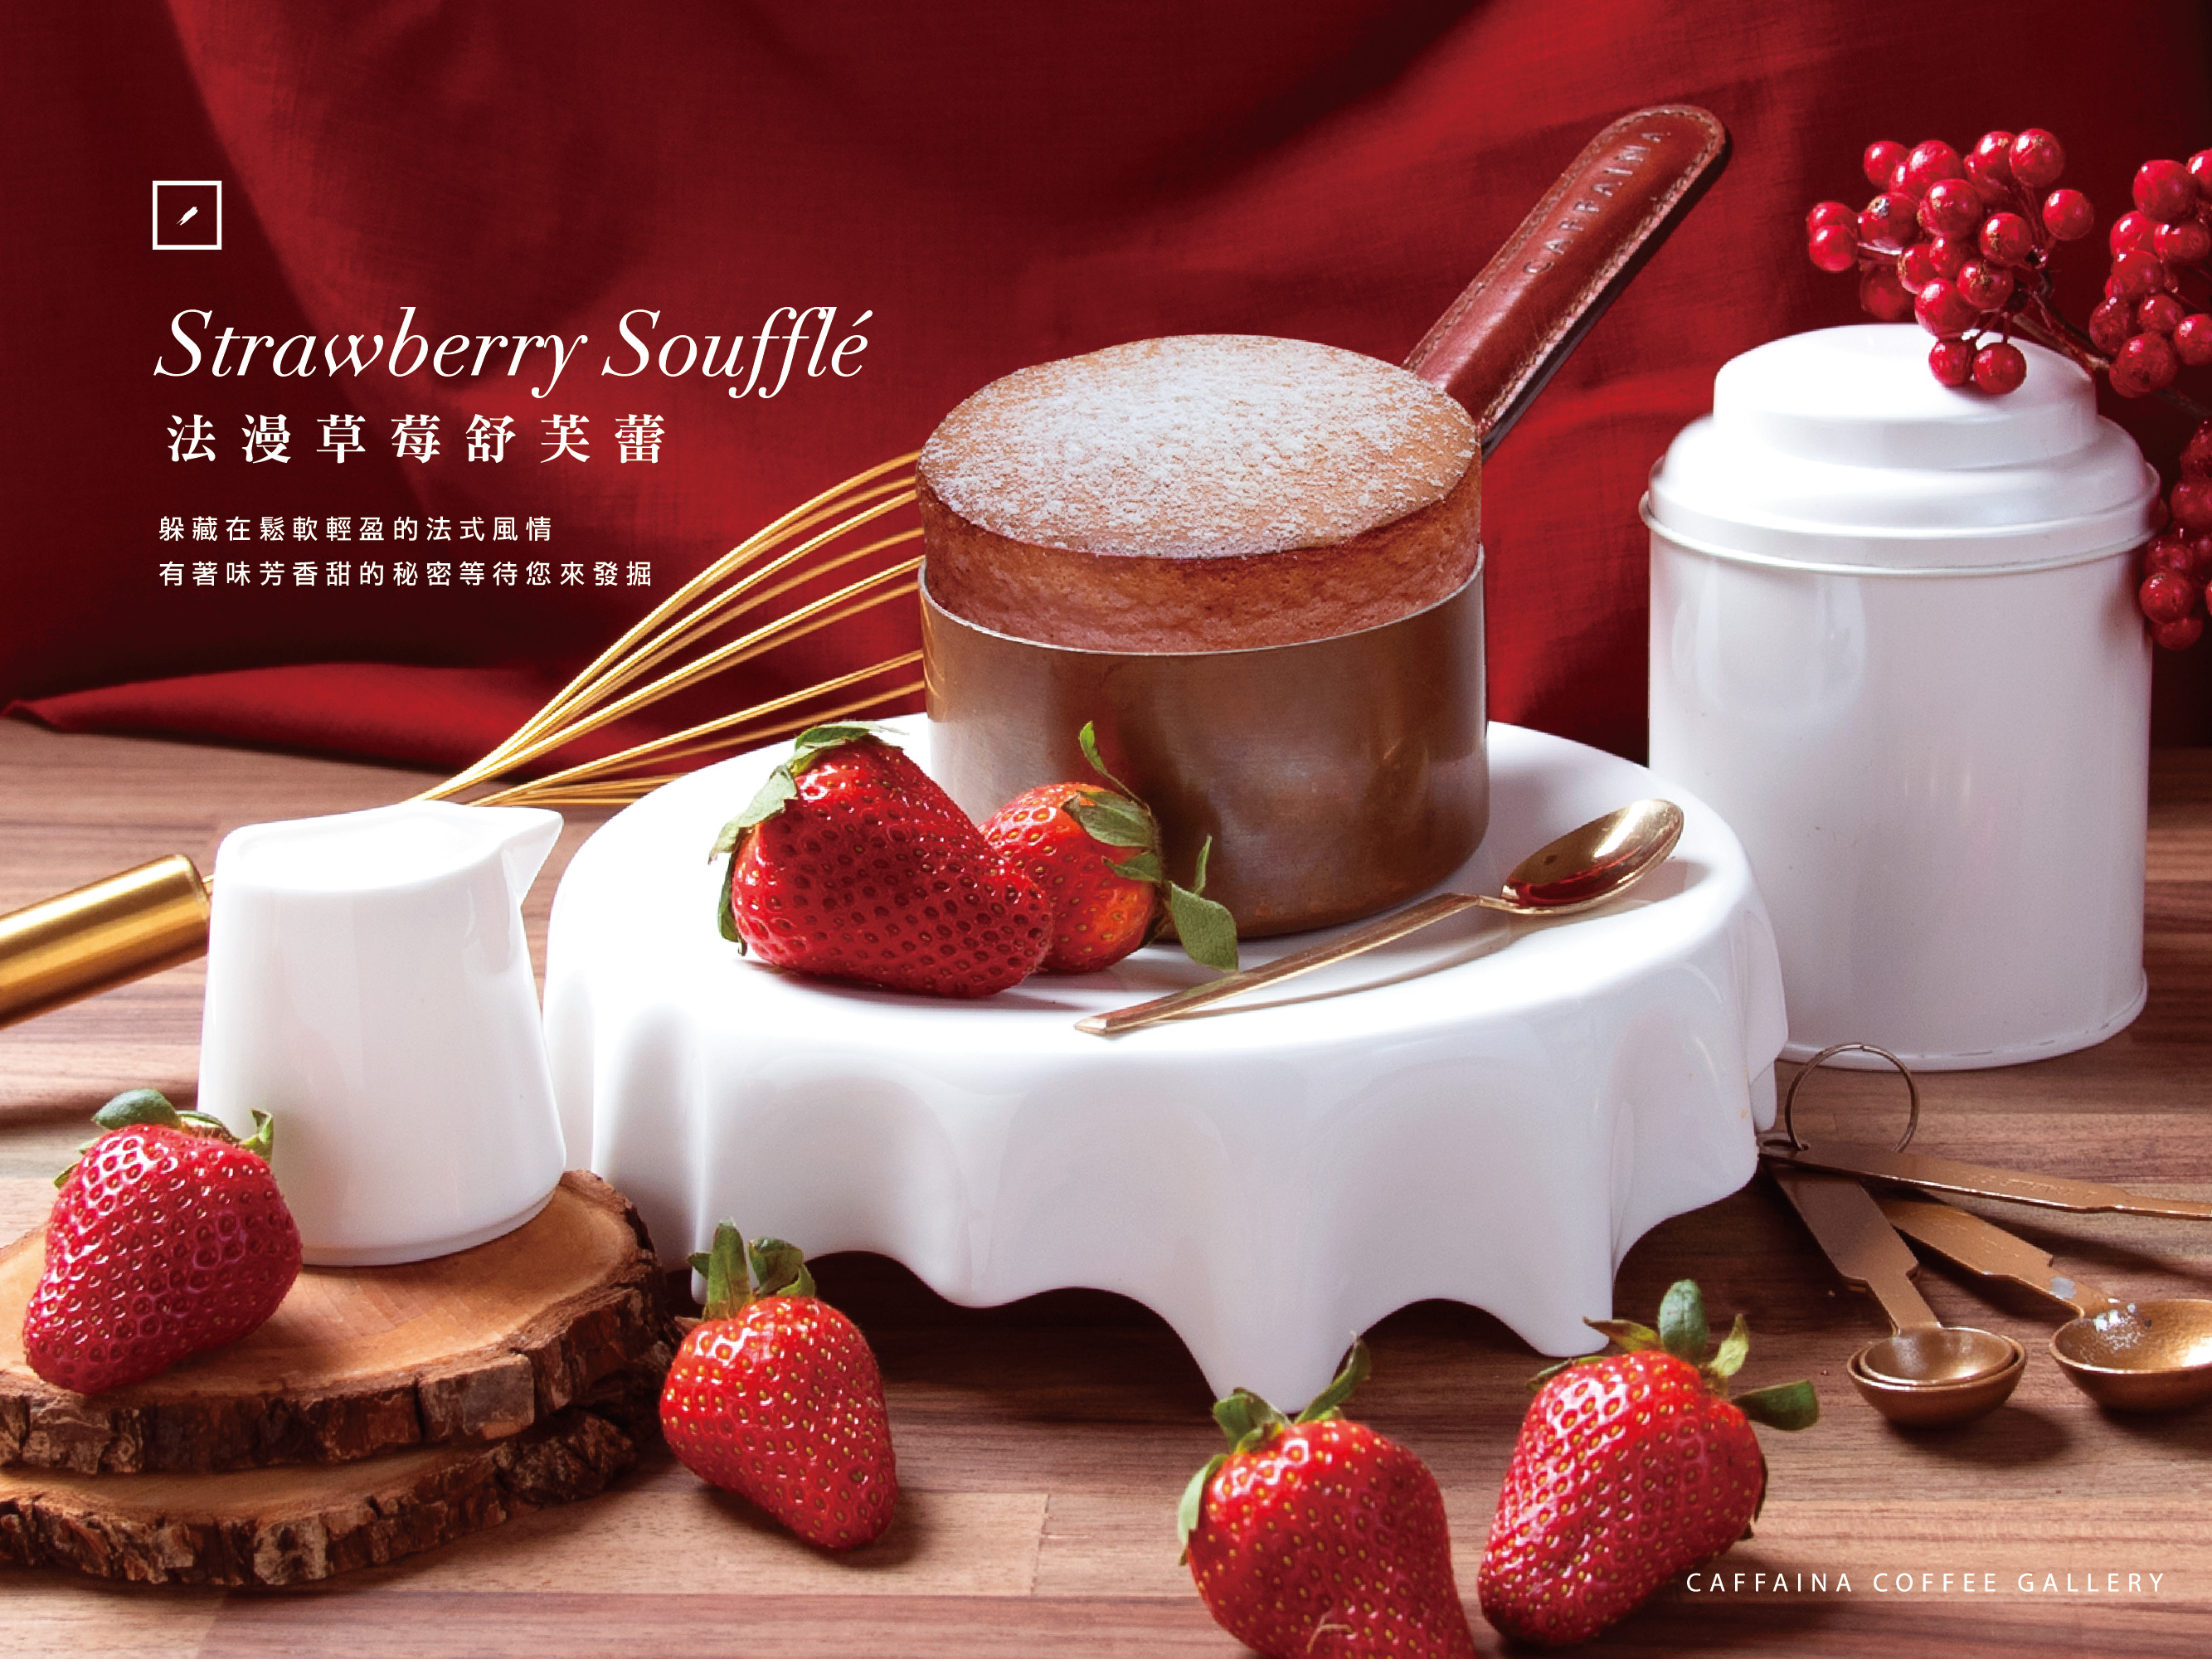 Strawberry Soufflé
法漫草莓舒芙蕾
躲藏在鬆軟輕盈的法式風情
有著味芳香甜的秘密等待您來發掘
CAFFAINA
CAFFAINA COFFEE GALLERY